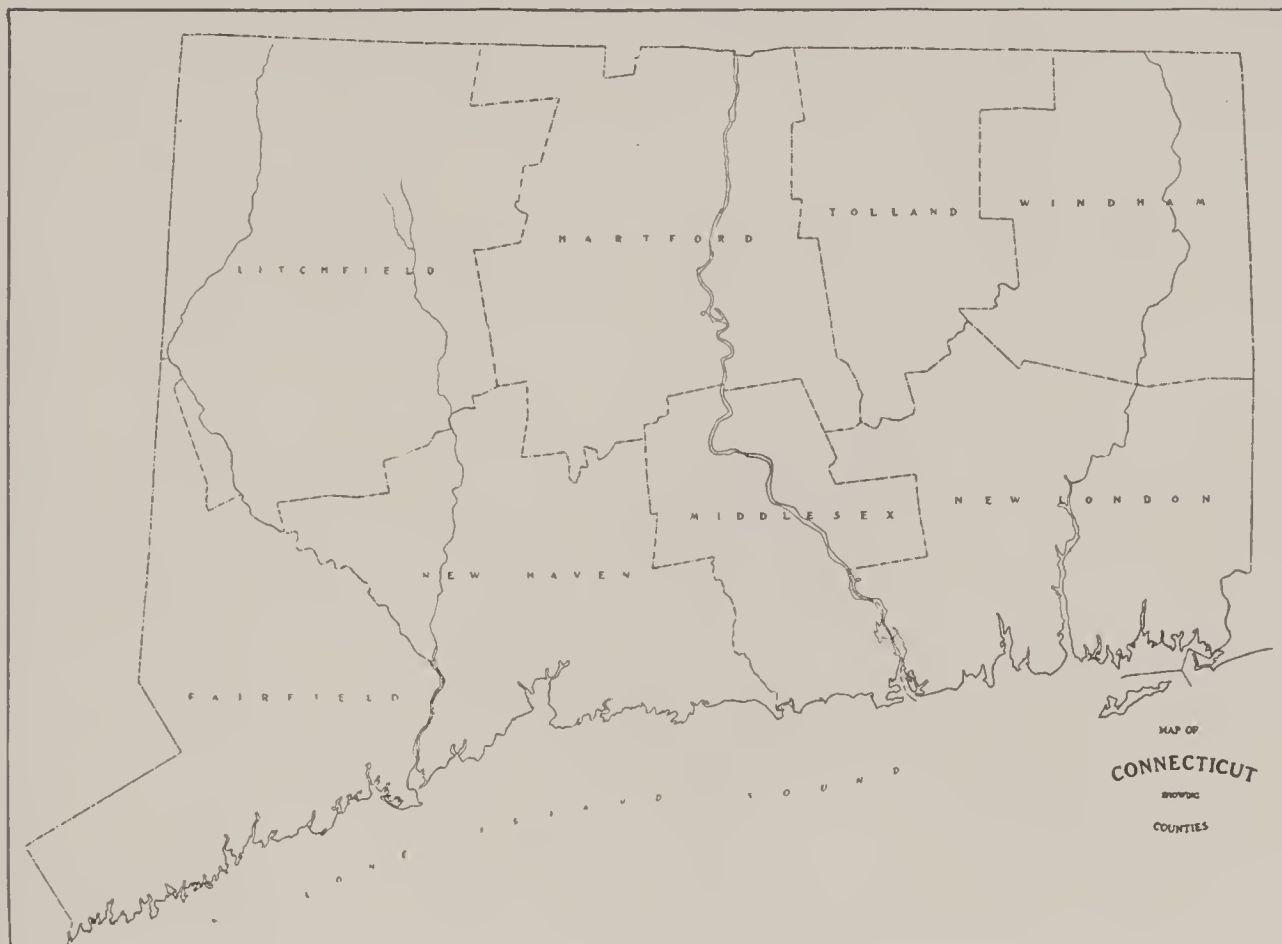 WINDHAM
TOLLAND
HARTFORD
LITCHFIELD
NEW LONDON
MIDDLESEX
NEW HAVEN
FAIRFIELD
LONG ISLAND SOUND
MAP OF
CONNECTICUT
SHOWING
COUNTIES